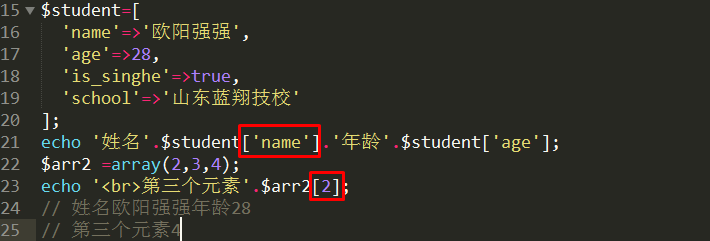 15 $student=[
16 'name'=>'欧阳强强',
17 'age'=>28,
18 'is_singhe'=>true,
19 'school'=>'山东蓝翔技校'
20 ];
21 echo '姓名'.$student['name'].'年龄'.$student['age'];
22 $arr2 =array(2,3,4);
23 echo '<br>第三个元素'.$arr2[2];
24 // 姓名欧阳强强年龄28
25 // 第三个元素4